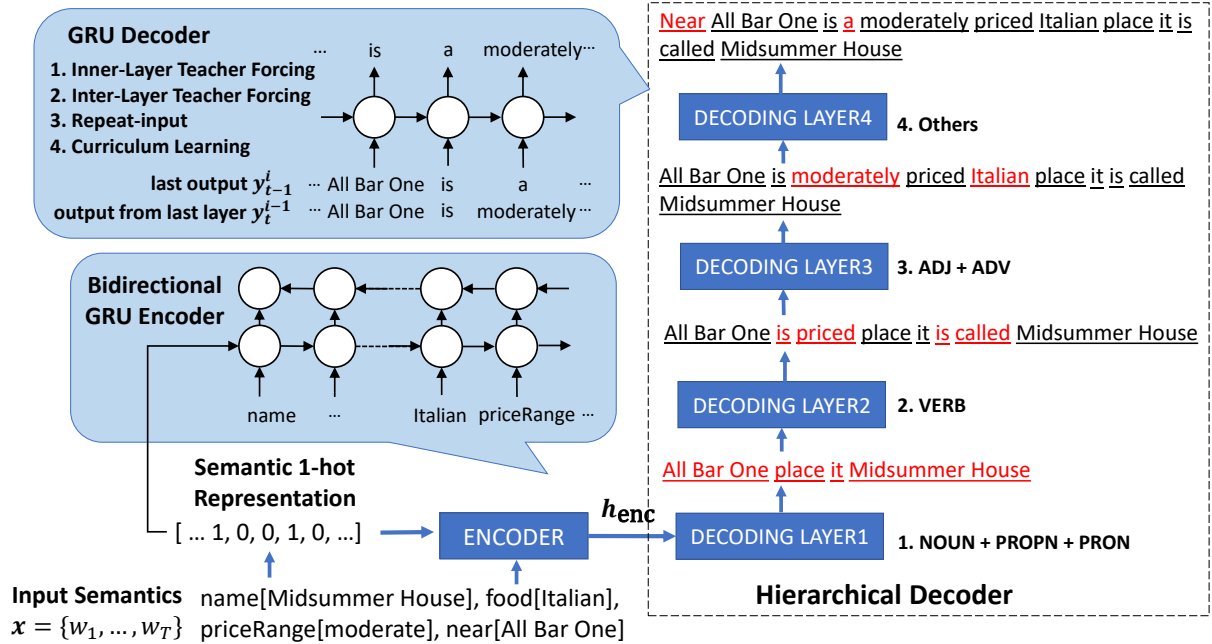 GRU Decoder
1. Inner-Layer Teacher Forcing
2. Inter-Layer Teacher Forcing
3. Repeat-input
4. Curriculum Learning
... is a moderately...
last output y_{t-1}^{i} ... All Bar One is a ...
output from last layer y_{t}^{i-1} ... All Bar One is moderately...
Bidirectional
GRU Encoder
name ... Italian priceRange ...
Semantic 1-hot
Representation
[ ... 1, 0, 0, 1, 0, ...]
ENCODER
h_enc
Input Semantics
x = {w_1, ... , w_T}
name[Midsummer House], food[Italian],
priceRange[moderate], near[All Bar One]
Near All Bar One is a moderately priced Italian place it is
called Midsummer House
DECODING LAYER4
4. Others
All Bar One is moderately priced Italian place it is called
Midsummer House
DECODING LAYER3
3. ADJ + ADV
All Bar One is priced place it is called Midsummer House
DECODING LAYER2
2. VERB
All Bar One place it Midsummer House
DECODING LAYER1
1. NOUN + PROPN + PRON
Hierarchical Decoder